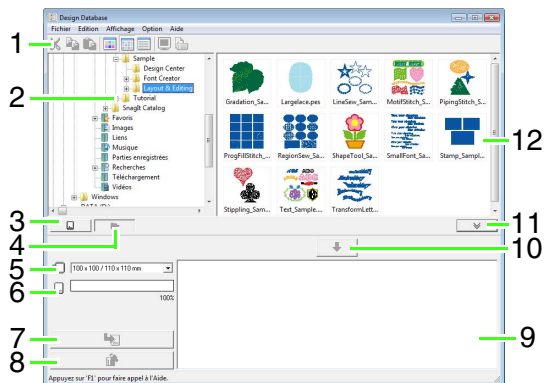 Design Database
Fichier Edition Affichage Option Aide
1
Sample
Design Center
Font Creator
Layout & Editing
2
Tutorial
SnagIt Catalog
Favoris
Images
Liens
Musique
Parties enregistrées
Recherches
Téléchargement
Vidéos
Windows
DATA (D:)
Gradation_Sa... Largelace.pes LineSew_Sam... MotifStitch_S... PipingStitch_S...
12
ProgFillStitch_... RegionSew_Sa... ShapeTool_Sa... SmallFont_Sa... Stamp_Sampl...
Stippling_Sam... Text_Sample.... TransformLett...
3
11
4
10
5
100 x 100 / 110 x 110 mm
6
100%
7
9
8
Appuyez sur 'F1' pour faire appel à l'Aide.